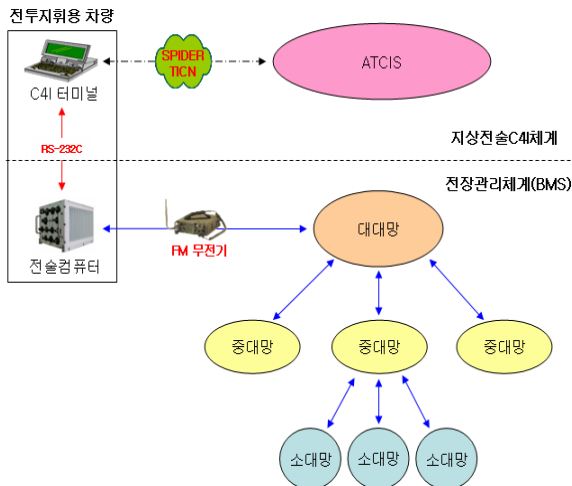 전투지휘용 차량
SPIDER
TICN
ATCIS
C4I 터미널
RS-232C
지상전술C4I체계
전장관리체계(BMS)
FM 무전기
전술컴퓨터
대대망
중대망
중대망
중대망
소대망
소대망
소대망